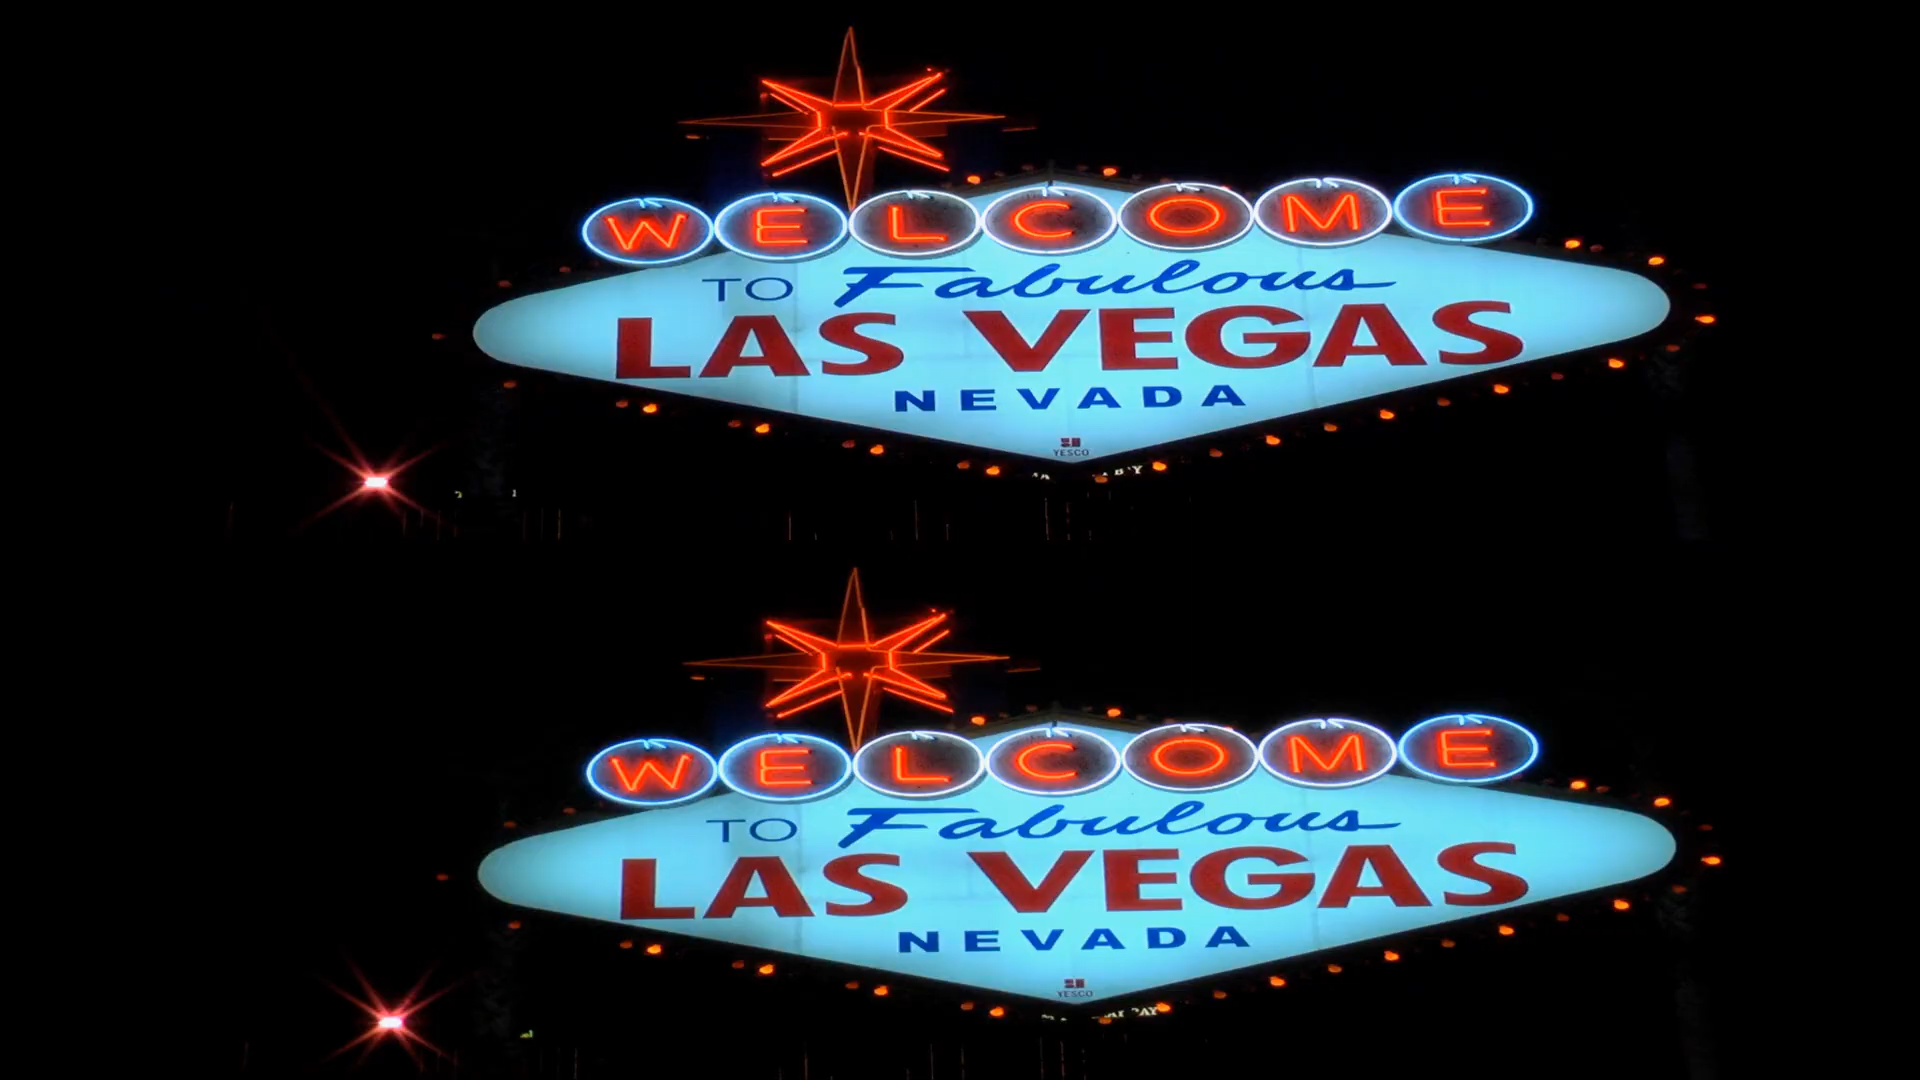 WELCOME
TO Fabulous
LAS VEGAS
NEVADA
YESCO
WELCOME
TO Fabulous
LAS VEGAS
NEVADA
YESCO